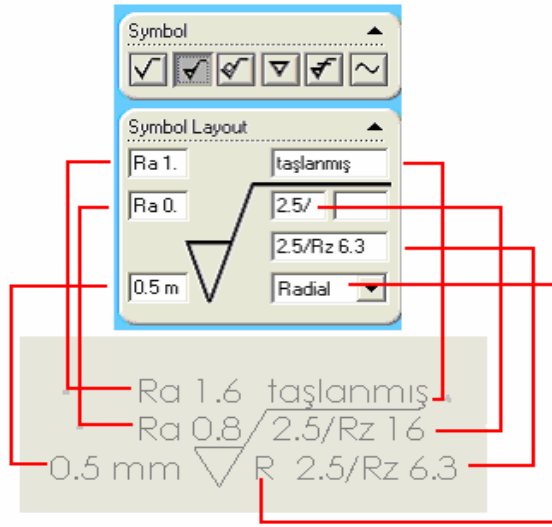 Symbol
Symbol Layout
Ra 1. taşlanmış
Ra 0. 2.5/
2.5/Rz 6.3
0.5 m Radial
Ra 1.6 taşlanmış
Ra 0.8 2.5/Rz 16
0.5 mm R 2.5/Rz 6.3